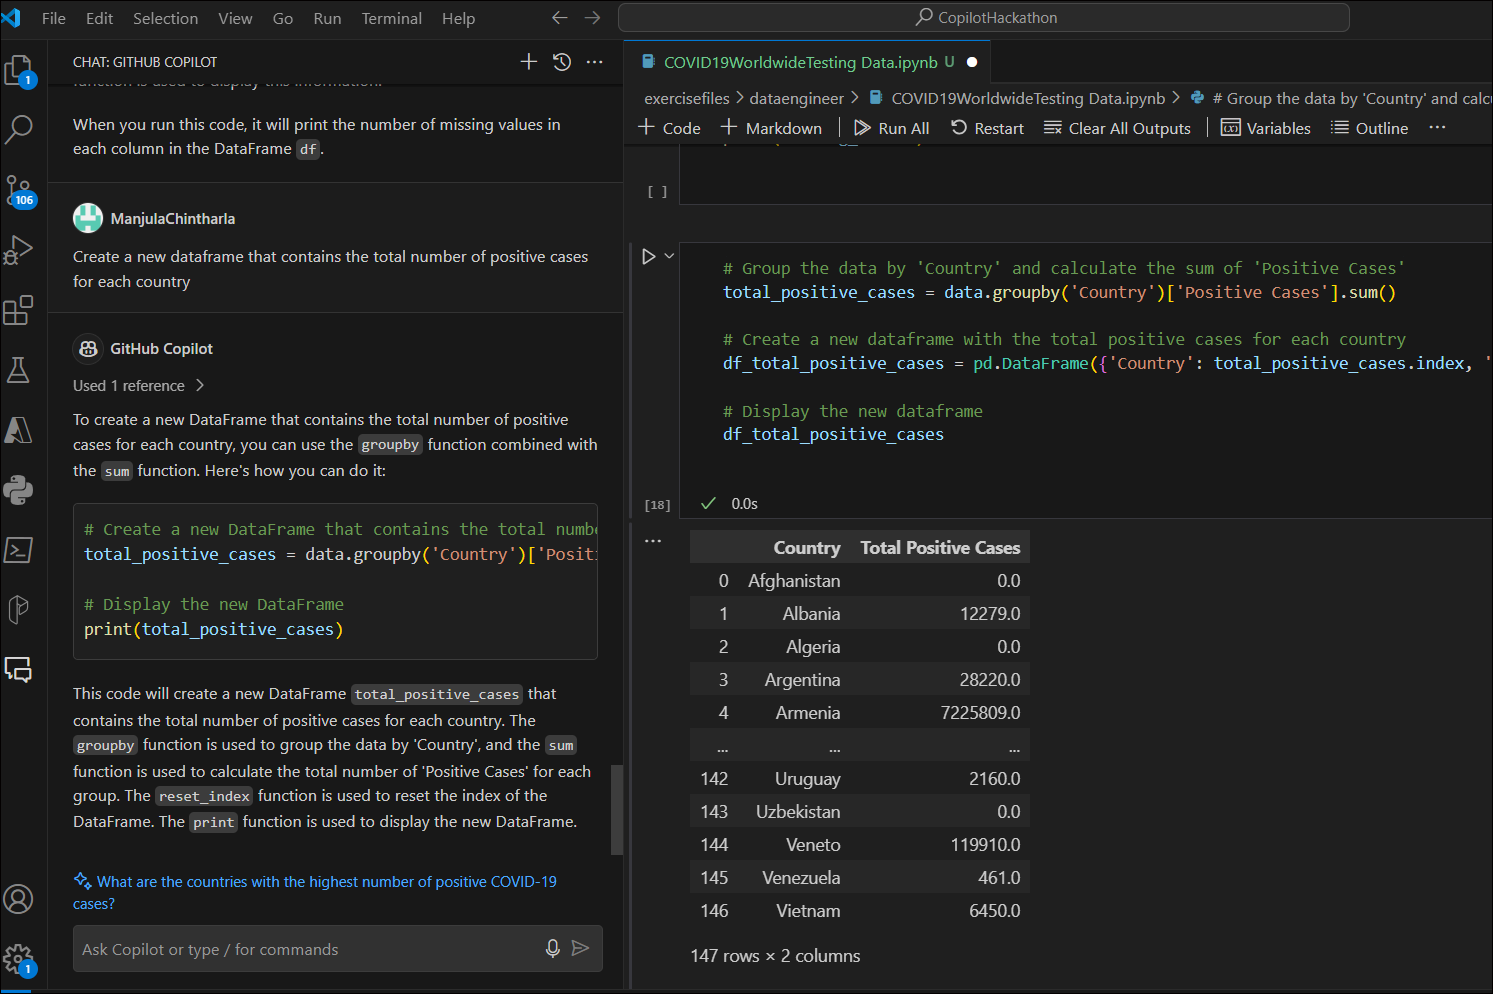 File Edit Selection View Go Run Terminal Help
CopilotHackathon
1
106
1
CHAT: GITHUB COPILOT
function is used to display this information.
When you run this code, it will print the number of missing values in
each column in the DataFrame df.
ManjulaChintharla
Create a new dataframe that contains the total number of positive cases
for each country
GitHub Copilot
Used 1 reference
To create a new DataFrame that contains the total number of positive
cases for each country, you can use the groupby function combined with
the sum function. Here's how you can do it:
# Create a new DataFrame that contains the total numbe
total_positive_cases = data.groupby('Country')['Positi
# Display the new DataFrame
print(total_positive_cases)
This code will create a new DataFrame total_positive_cases that
contains the total number of positive cases for each country. The
groupby function is used to group the data by 'Country', and the sum
function is used to calculate the total number of 'Positive Cases' for each
group. The reset_index function is used to reset the index of the
DataFrame. The print function is used to display the new DataFrame.
What are the countries with the highest number of positive COVID-19
cases?
Ask Copilot or type / for commands
COVID19WorldwideTesting Data.ipynb U
exercisefiles > dataengineer > COVID19WorldwideTesting Data.ipynb > # Group the data by 'Country' and calcu
+ Code + Markdown Run All Restart Clear All Outputs Variables Outline ...
[ ]
# Group the data by 'Country' and calculate the sum of 'Positive Cases'
total_positive_cases = data.groupby('Country')['Positive Cases'].sum()
# Create a new dataframe with the total positive cases for each country
df_total_positive_cases = pd.DataFrame({'Country': total_positive_cases.index, '
# Display the new dataframe
df_total_positive_cases
[18] 0.0s
... Country Total Positive Cases
0 Afghanistan 0.0
1 Albania 12279.0
2 Algeria 0.0
3 Argentina 28220.0
4 Armenia 7225809.0
... ... ...
142 Uruguay 2160.0
143 Uzbekistan 0.0
144 Veneto 119910.0
145 Venezuela 461.0
146 Vietnam 6450.0
147 rows × 2 columns